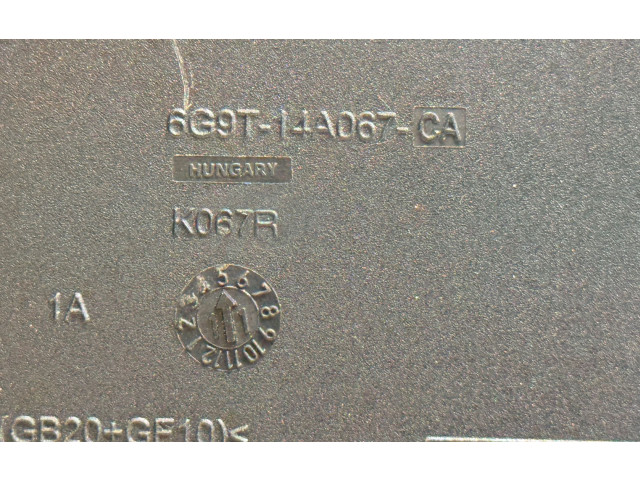 6G9T-14A067-CA
HUNGARY
K067R
1A
1 2 3 4 5 6 7 8 9 10 11 12
(GB20+GF10)<